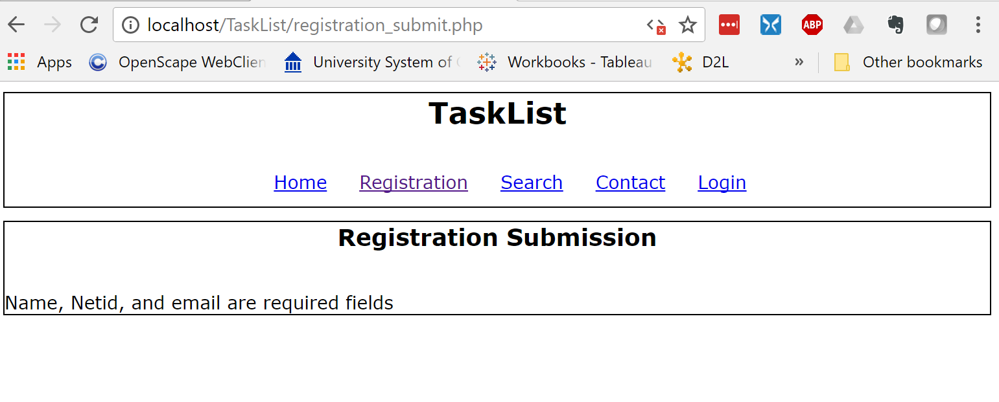 localhost/TaskList/registration_submit.php
ABP
Apps OpenScape WebClien University System of Workbooks - Tableau D2L » Other bookmarks
TaskList
Home Registration Search Contact Login
Registration Submission
Name, Netid, and email are required fields